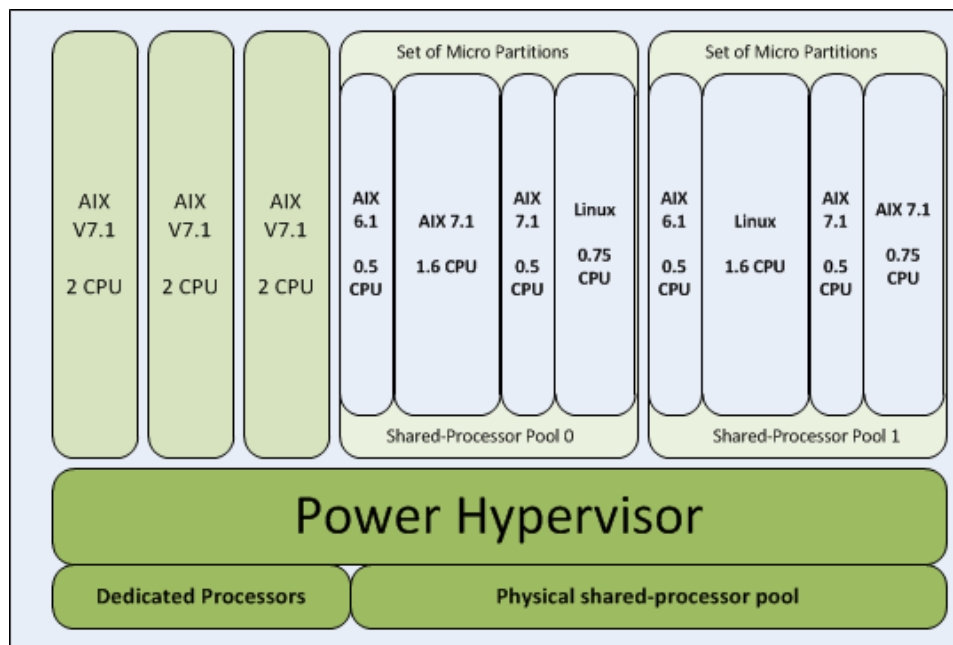 AIX
V7.1
2 CPU
AIX
V7.1
2 CPU
AIX
V7.1
2 CPU
Set of Micro Partitions
AIX
6.1
0.5
CPU
AIX 7.1
1.6 CPU
AIX
7.1
0.5
CPU
Linux
0.75
CPU
Shared-Processor Pool 0
Set of Micro Partitions
AIX
6.1
0.5
CPU
Linux
1.6 CPU
AIX
7.1
0.5
CPU
AIX 7.1
0.75
CPU
Shared-Processor Pool 1
Power Hypervisor
Dedicated Processors
Physical shared-processor pool